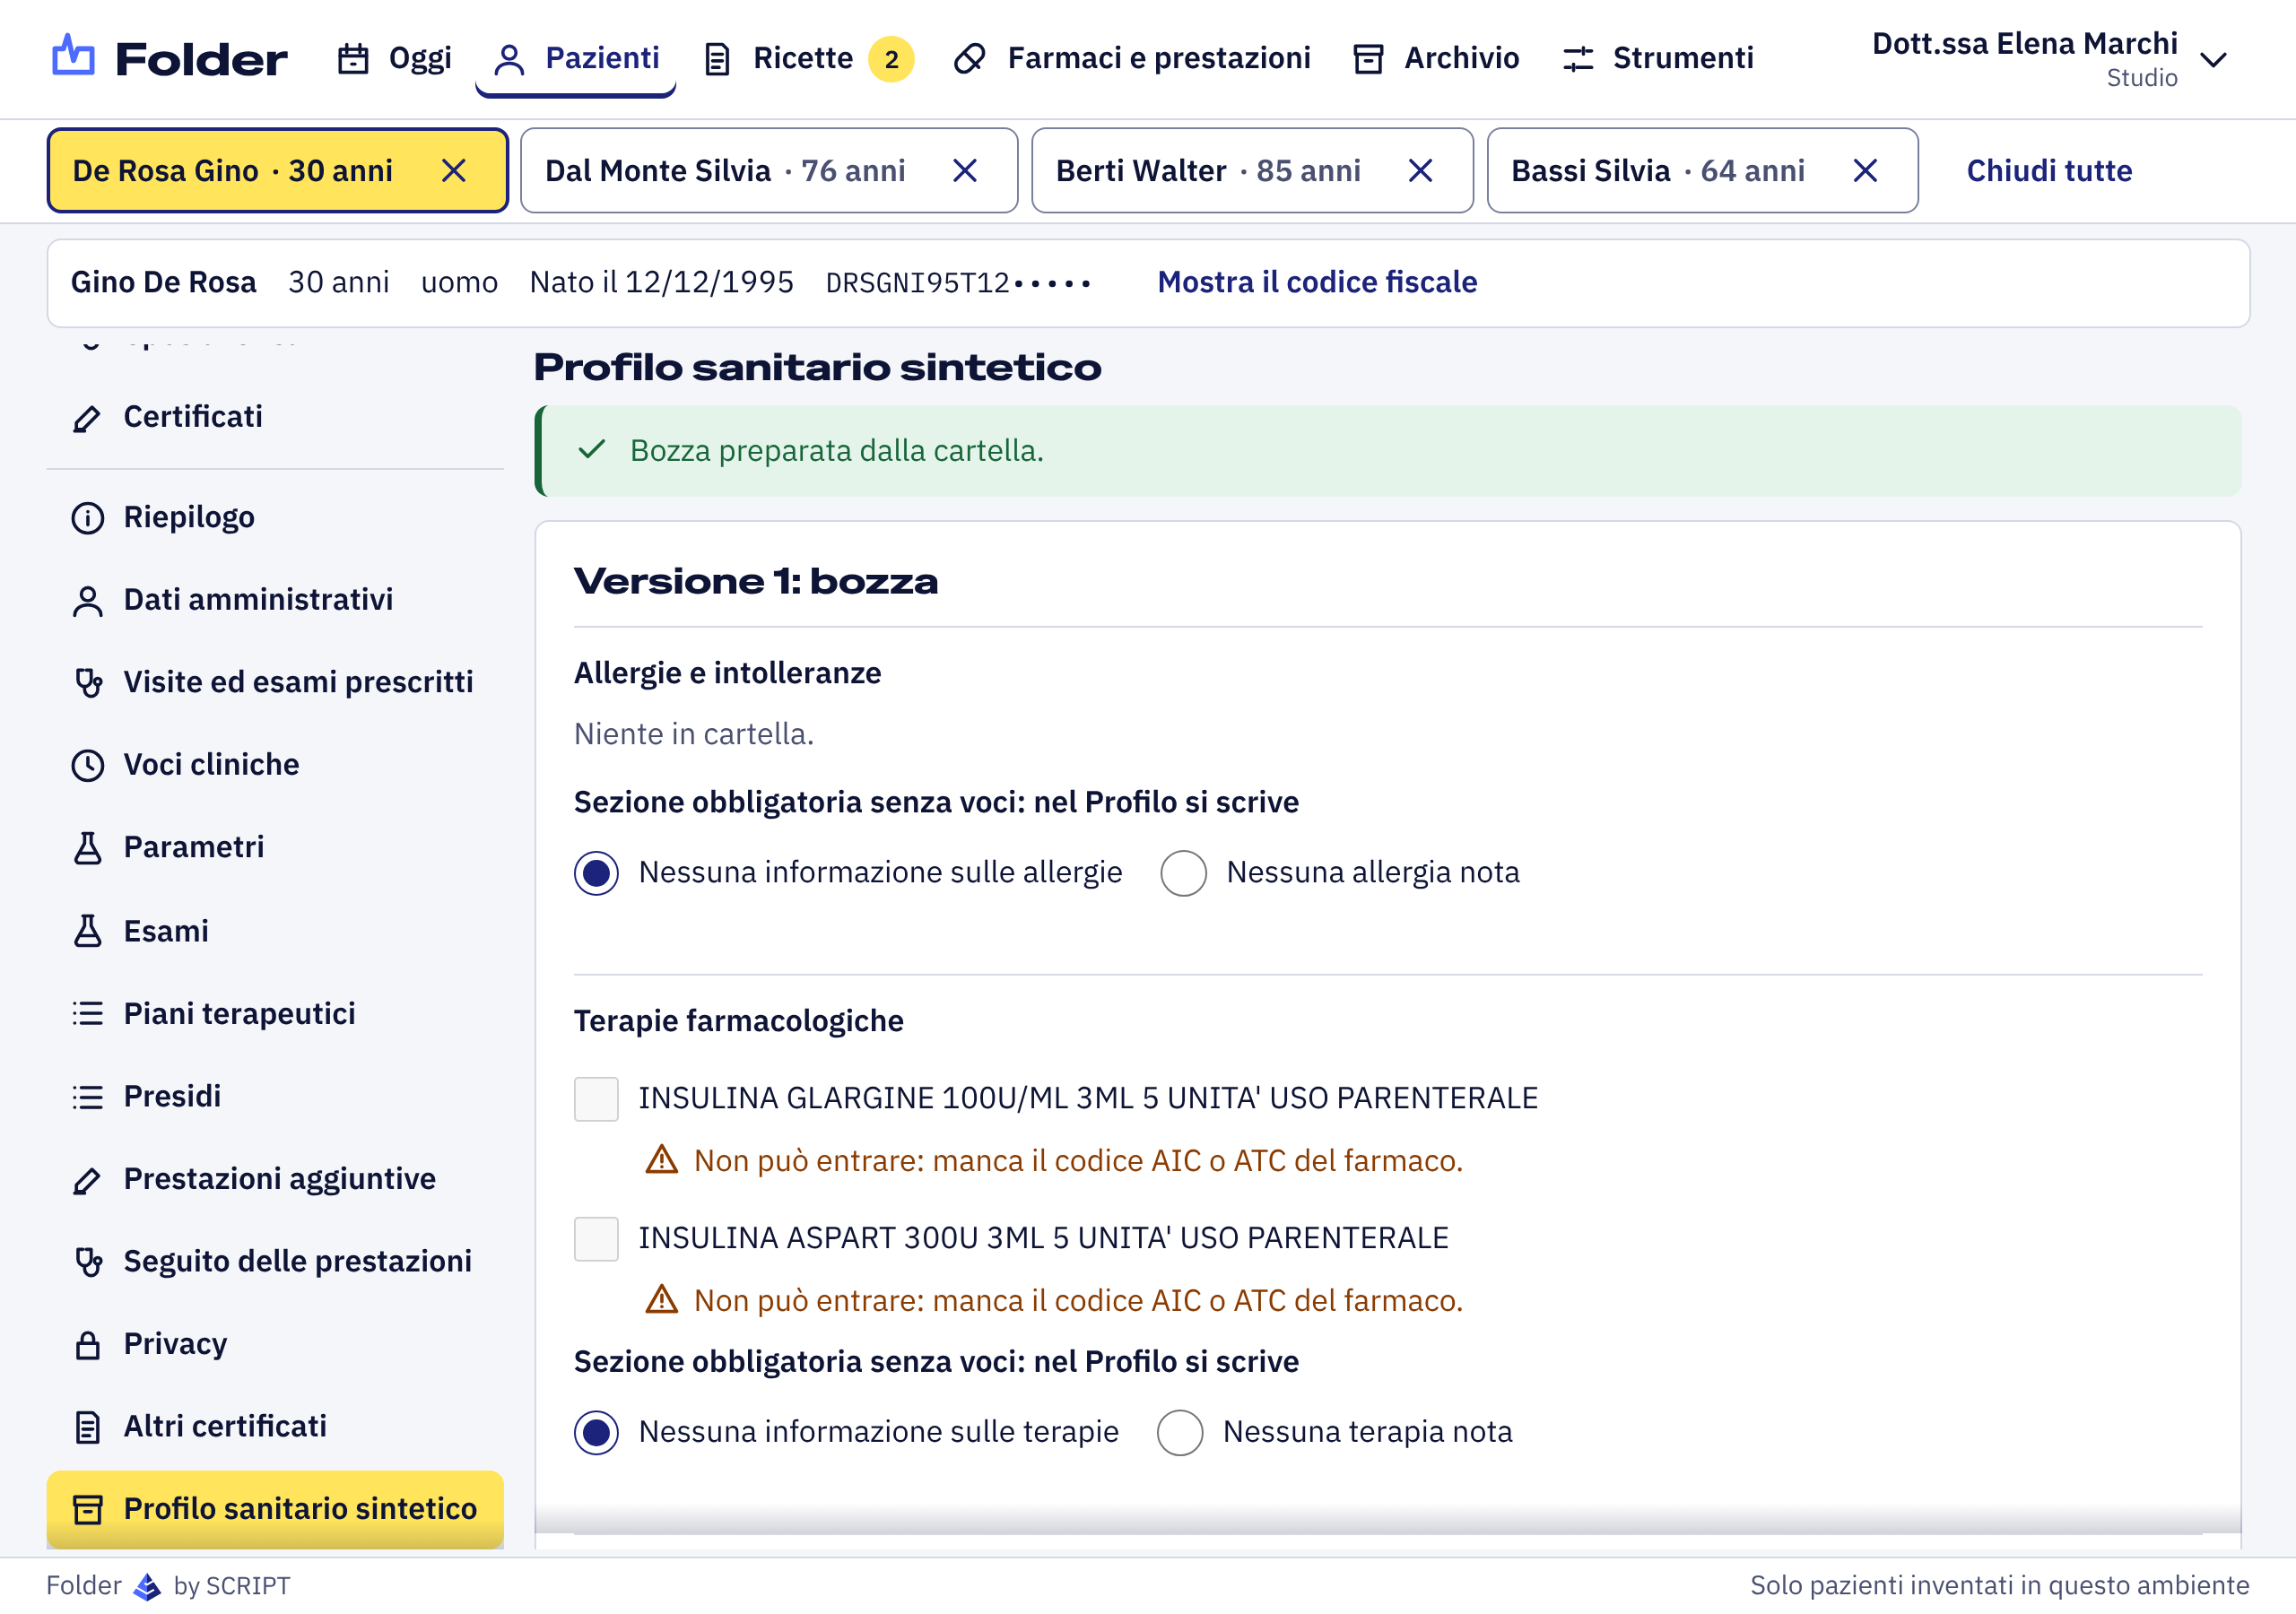 Folder
Oggi
Pazienti
Ricette 2
Farmaci e prestazioni
Archivio
Strumenti
Dott.ssa Elena Marchi
Studio
De Rosa Gino · 30 anni
Dal Monte Silvia · 76 anni
Berti Walter · 85 anni
Bassi Silvia · 64 anni
Chiudi tutte
Gino De Rosa 30 anni uomo Nato il 12/12/1995 DRSGNI95T12••••• Mostra il codice fiscale
Certificati
Riepilogo
Dati amministrativi
Visite ed esami prescritti
Voci cliniche
Parametri
Esami
Piani terapeutici
Presidi
Prestazioni aggiuntive
Seguito delle prestazioni
Privacy
Altri certificati
Profilo sanitario sintetico
Profilo sanitario sintetico
Bozza preparata dalla cartella.
Versione 1: bozza
Allergie e intolleranze
Niente in cartella.
Sezione obbligatoria senza voci: nel Profilo si scrive
Nessuna informazione sulle allergie
Nessuna allergia nota
Terapie farmacologiche
INSULINA GLARGINE 100U/ML 3ML 5 UNITA' USO PARENTERALE
Non può entrare: manca il codice AIC o ATC del farmaco.
INSULINA ASPART 300U 3ML 5 UNITA' USO PARENTERALE
Non può entrare: manca il codice AIC o ATC del farmaco.
Sezione obbligatoria senza voci: nel Profilo si scrive
Nessuna informazione sulle terapie
Nessuna terapia nota
Folder by SCRIPT
Solo pazienti inventati in questo ambiente